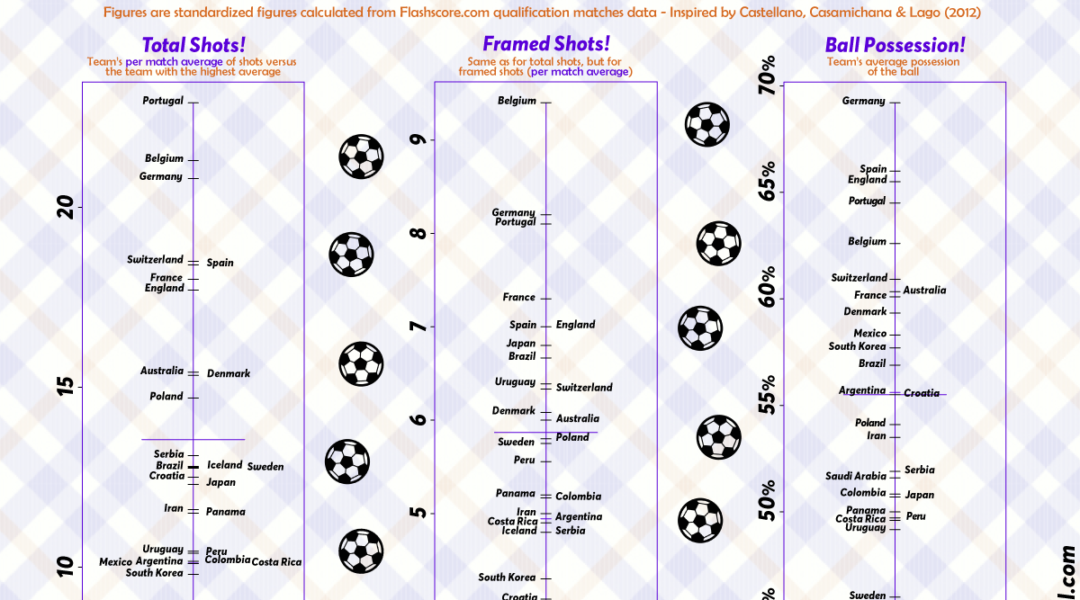 Figures are standardized figures calculated from Flashscore.com qualification matches data - Inspired by Castellano, Casamichana & Lago (2012)
Total Shots!
Team's per match average of shots versus
the team with the highest average
Portugal
Belgium
Germany
20
Switzerland
Spain
France
England
Australia
Denmark
15
Poland
Serbia
Brazil
Iceland
Sweden
Croatia
Japan
Iran
Panama
Uruguay
Peru
Mexico
Argentina
Colombia
Costa Rica
10
South Korea
Framed Shots!
Same as for total shots, but for
framed shots (per match average)
Belgium
9
Germany
Portugal
8
France
7
Spain
England
Japan
Brazil
Uruguay
Switzerland
Denmark
Australia
6
Poland
Sweden
Peru
Panama
Colombia
Iran
5
Argentina
Costa Rica
Iceland
Serbia
South Korea
Croatia
Ball Possession!
Team's average possession
of the ball
70%
Germany
Spain
England
65%
Portugal
Belgium
Switzerland
Australia
France
60%
Denmark
Mexico
South Korea
Brazil
Argentina
Croatia
55%
Poland
Iran
Serbia
Saudi Arabia
Colombia
Japan
Panama
50%
Peru
Costa Rica
Uruguay
Sweden
%
l.com